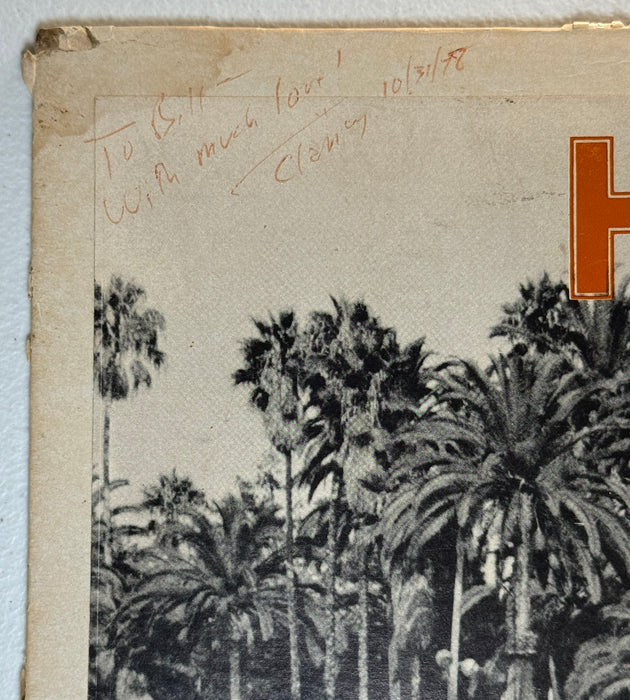 To Bill
With much love!
Clancy 10/31/78
H